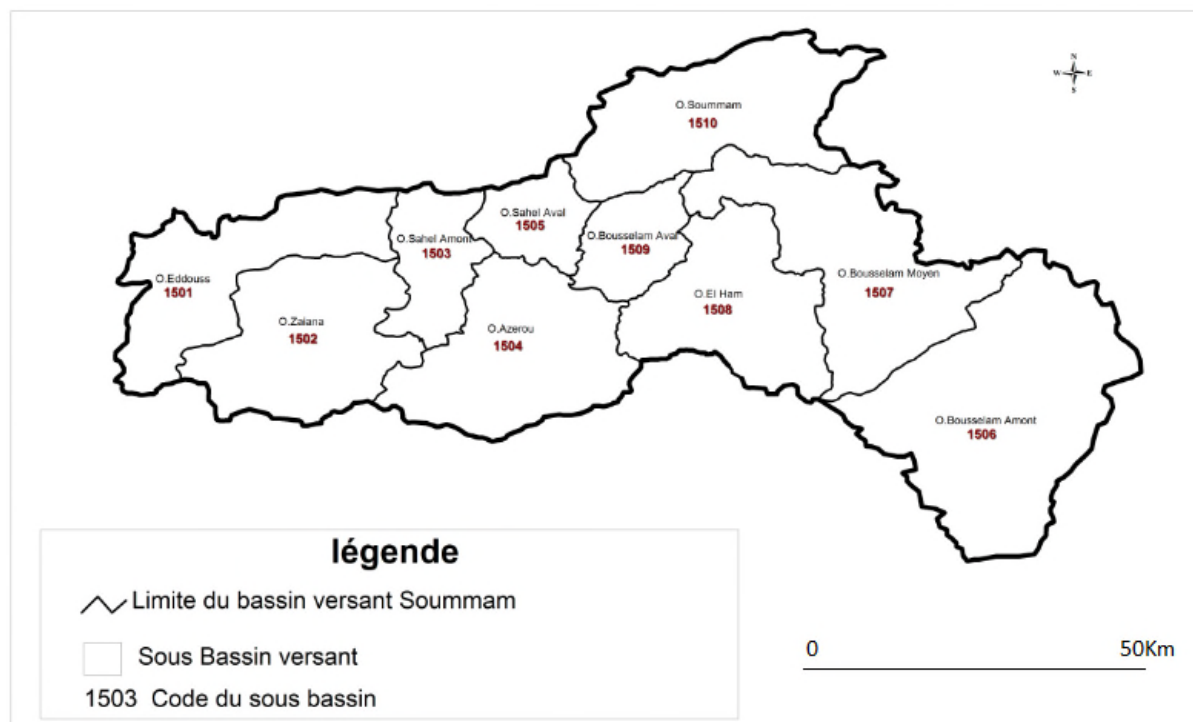 N
W E
S
O.Soummam
1510
O.Sahel Aval
1505
O.Sahel Amont
1503
O.Bousselam Aval
1509
O.Eddouss
1501
O.Bousselam Moyen
1507
O.El Ham
1508
O.Zaiana
1502
O.Azerou
1504
O.Bousselam Amont
1506
légende
Limite du bassin versant Soummam
Sous Bassin versant
1503 Code du sous bassin
0 50Km